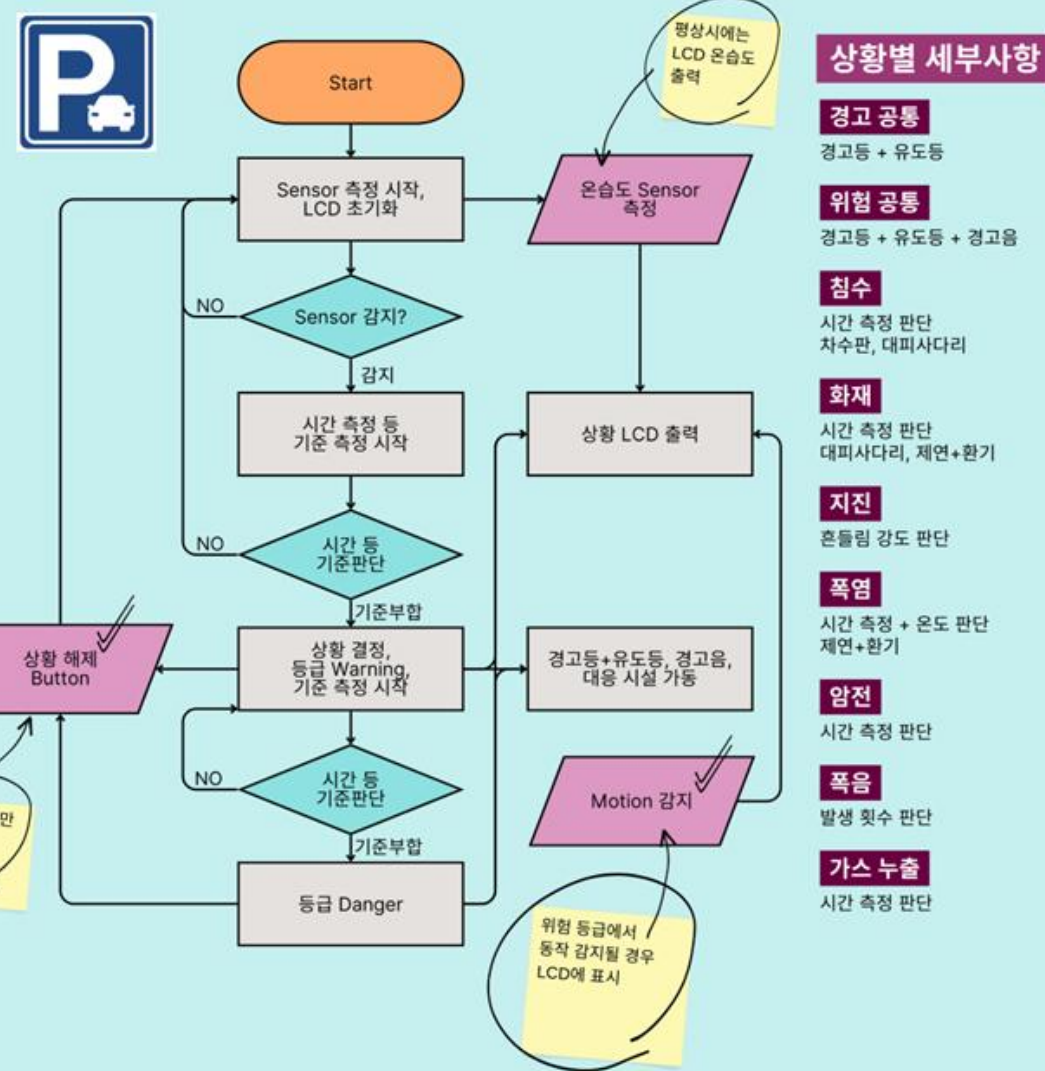 P
평상시에는
LCD 온습도
출력
Start
Sensor 측정 시작,
LCD 초기화
온습도 Sensor
측정
NO
Sensor 감지?
감지
시간 측정 등
기준 측정 시작
상황 LCD 출력
NO
시간 등
기준판단
기준부합
상황 해제
Button
상황 결정,
등급 Warning,
기준 측정 시작
경고등+유도등, 경고음,
대응 시설 가동
NO
시간 등
기준판단
Motion 감지
만
기준부합
등급 Danger
위험 등급에서
동작 감지될 경우
LCD에 표시
상황별 세부사항
경고 공통
경고등 + 유도등
위험 공통
경고등 + 유도등 + 경고음
침수
시간 측정 판단
차수판, 대피사다리
화재
시간 측정 판단
대피사다리, 제연+환기
지진
흔들림 강도 판단
폭염
시간 측정 + 온도 판단
제연+환기
암전
시간 측정 판단
폭음
발생 횟수 판단
가스 누출
시간 측정 판단